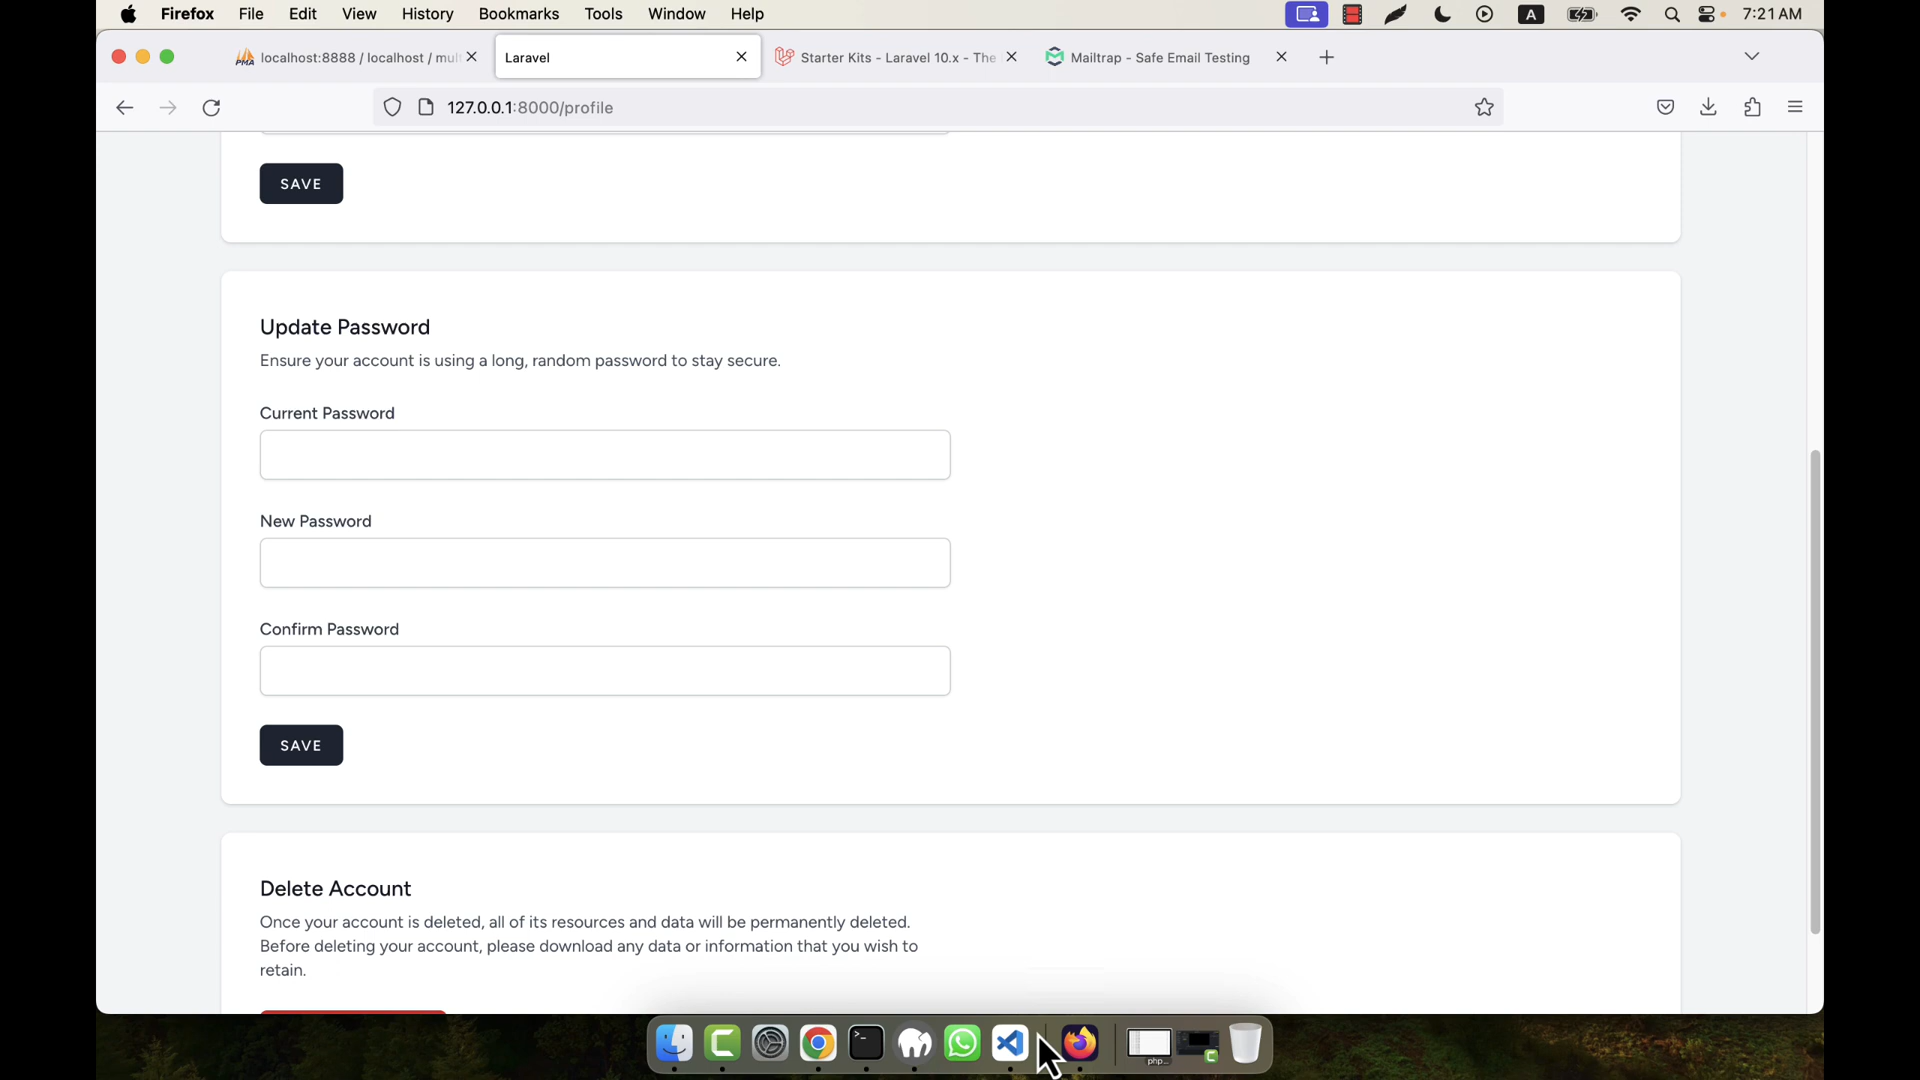 Firefox File Edit View History Bookmarks Tools Window Help A 7:21 AM
PMA localhost:8888 / localhost / mul Laravel Starter Kits - Laravel 10.x - The Mailtrap - Safe Email Testing
127.0.0.1:8000/profile
SAVE
Update Password
Ensure your account is using a long, random password to stay secure.
Current Password
New Password
Confirm Password
SAVE
Delete Account
Once your account is deleted, all of its resources and data will be permanently deleted.
Before deleting your account, please download any data or information that you wish to
retain.
php...